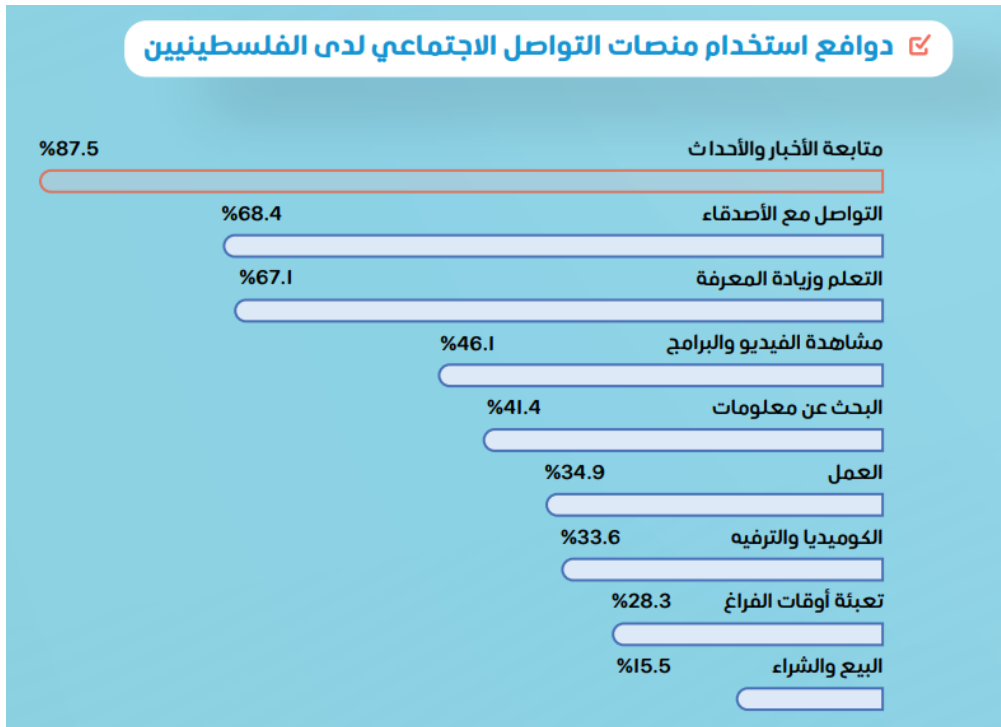 دوافع استخدام منصات التواصل الاجتماعي لدى الفلسطينيين
متابعة الأخبار والأحداث %87.5
التواصل مع الأصدقاء %68.4
التعلم وزيادة المعرفة %67.1
مشاهدة الفيديو والبرامج %46.1
البحث عن معلومات %41.4
العمل %34.9
الكوميديا والترفيه %33.6
تعبئة أوقات الفراغ %28.3
البيع والشراء %15.5